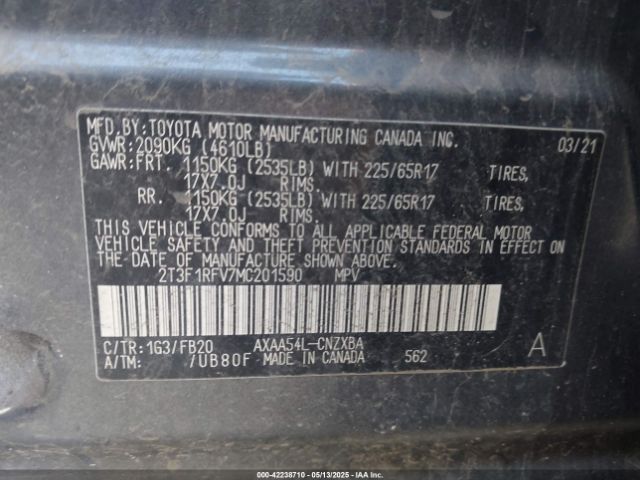 MFD.BY:TOYOTA MOTOR MANUFACTURING CANADA INC. 03/21
GVWR:2090KG (4610LB)
GAWR:FRT. 1150KG (2535LB) WITH 225/65R17 TIRES,
17X7.0J RIMS.
RR. 1150KG (2535LB) WITH 225/65R17 TIRES,
17X7.0J RIMS.
THIS VEHICLE CONFORMS TO ALL APPLICABLE FEDERAL MOTOR
VEHICLE SAFETY AND THEFT PREVENTION STANDARDS IN EFFECT ON
THE DATE OF MANUFACTURE SHOWN ABOVE.
2T3F1RFV7MC201590 MPV
C/TR:1G3/FB20 AXAA54L-CNZXBA
A/TM: /UB80F MADE IN CANADA 562 A
000-42238710 - 05/13/2025 - IAA Inc.